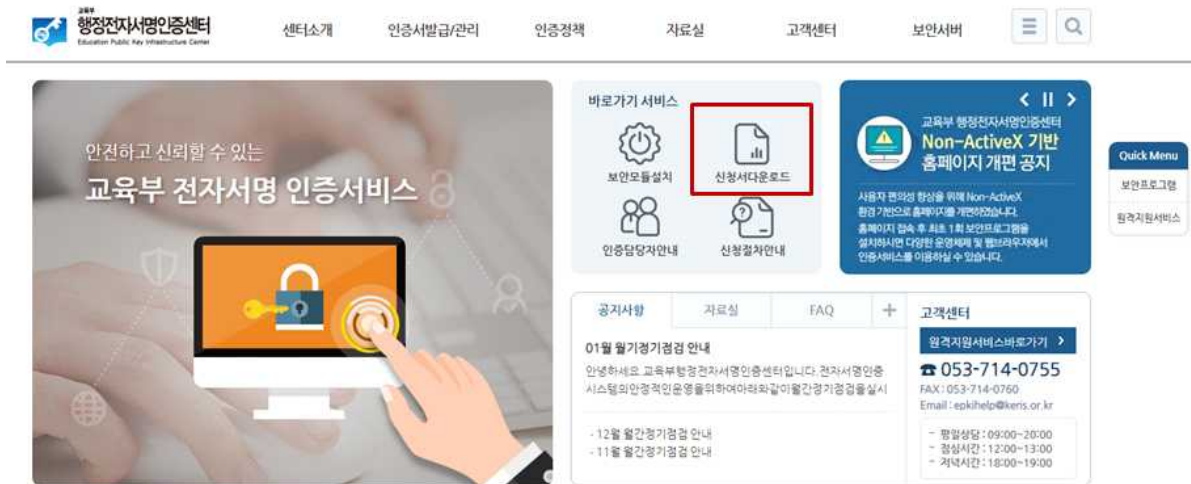 교육부
행정전자서명인증센터
Education Public Key Infrastructure Center
센터소개
인증서발급/관리
인증정책
자료실
고객센터
보안서버
안전하고 신뢰할 수 있는
교육부 전자서명 인증서비스
바로가기 서비스
보안모듈설치
신청서다운로드
인증담당자안내
신청절차안내
교육부 행정전자서명인증센터
Non-ActiveX 기반
홈페이지 개편 공지
사용자 편의성 향상을 위해 Non-ActiveX
환경 기반으로 홈페이지를 개편하였습니다.
홈페이지 접속 후 최초 1회 보안프로그램을
설치하시면 다양한 운영체제 및 웹브라우저에서
인증서비스를 이용하실 수 있습니다.
Quick Menu
보안프로그램
원격지원서비스
공지사항
자료실
FAQ
01월 월기정기점검 안내
안녕하세요 교육부행정전자서명인증센터입니다.전자서명인증
시스템의안정적인운영을위하여아래와같이월간정기점검을실시
- 12월 월간정기점검 안내
- 11월 월간정기점검 안내
고객센터
원격지원서비스바로가기
053-714-0755
FAX : 053-714-0760
Email : epkihelp@keris.or.kr
- 평일상담 : 09:00~20:00
- 점심시간 : 12:00~13:00
- 저녁시간 : 18:00~19:00